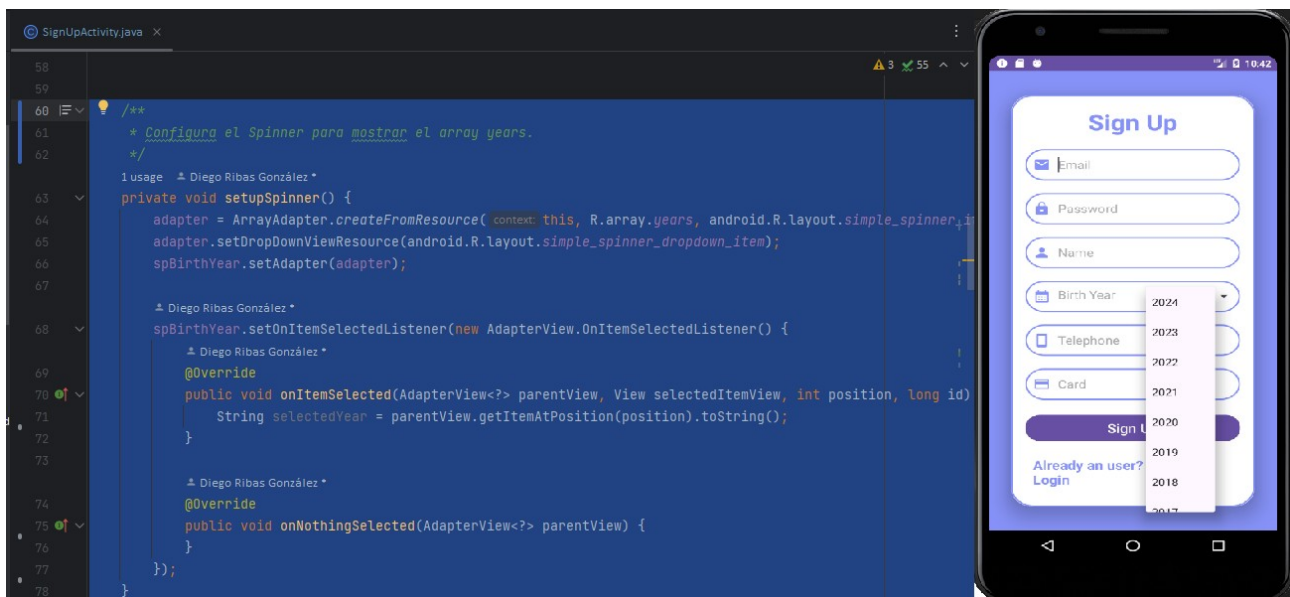 SignUpActivity.java
3 55
58
59
60 /**
61 * Configura el Spinner para mostrar el array years.
62 */
1 usage Diego Ribas González *
63 private void setupSpinner() {
64 adapter = ArrayAdapter.createFromResource( context: this, R.array.years, android.R.layout.simple_spinner_i
65 adapter.setDropDownViewResource(android.R.layout.simple_spinner_dropdown_item);
66 spBirthYear.setAdapter(adapter);
67
Diego Ribas González *
68 spBirthYear.setOnItemSelectedListener(new AdapterView.OnItemSelectedListener() {
Diego Ribas González *
69 @Override
70 public void onItemSelected(AdapterView<?> parentView, View selectedItemView, int position, long id)
71 String selectedYear = parentView.getItemAtPosition(position).toString();
72 }
73
Diego Ribas González *
74 @Override
75 public void onNothingSelected(AdapterView<?> parentView) {
76 }
77 });
78 }
10:42
Sign Up
Email
Password
Name
Birth Year
Telephone
Card
Sign U
Already an user?
Login
2024
2023
2022
2021
2020
2019
2018
2017